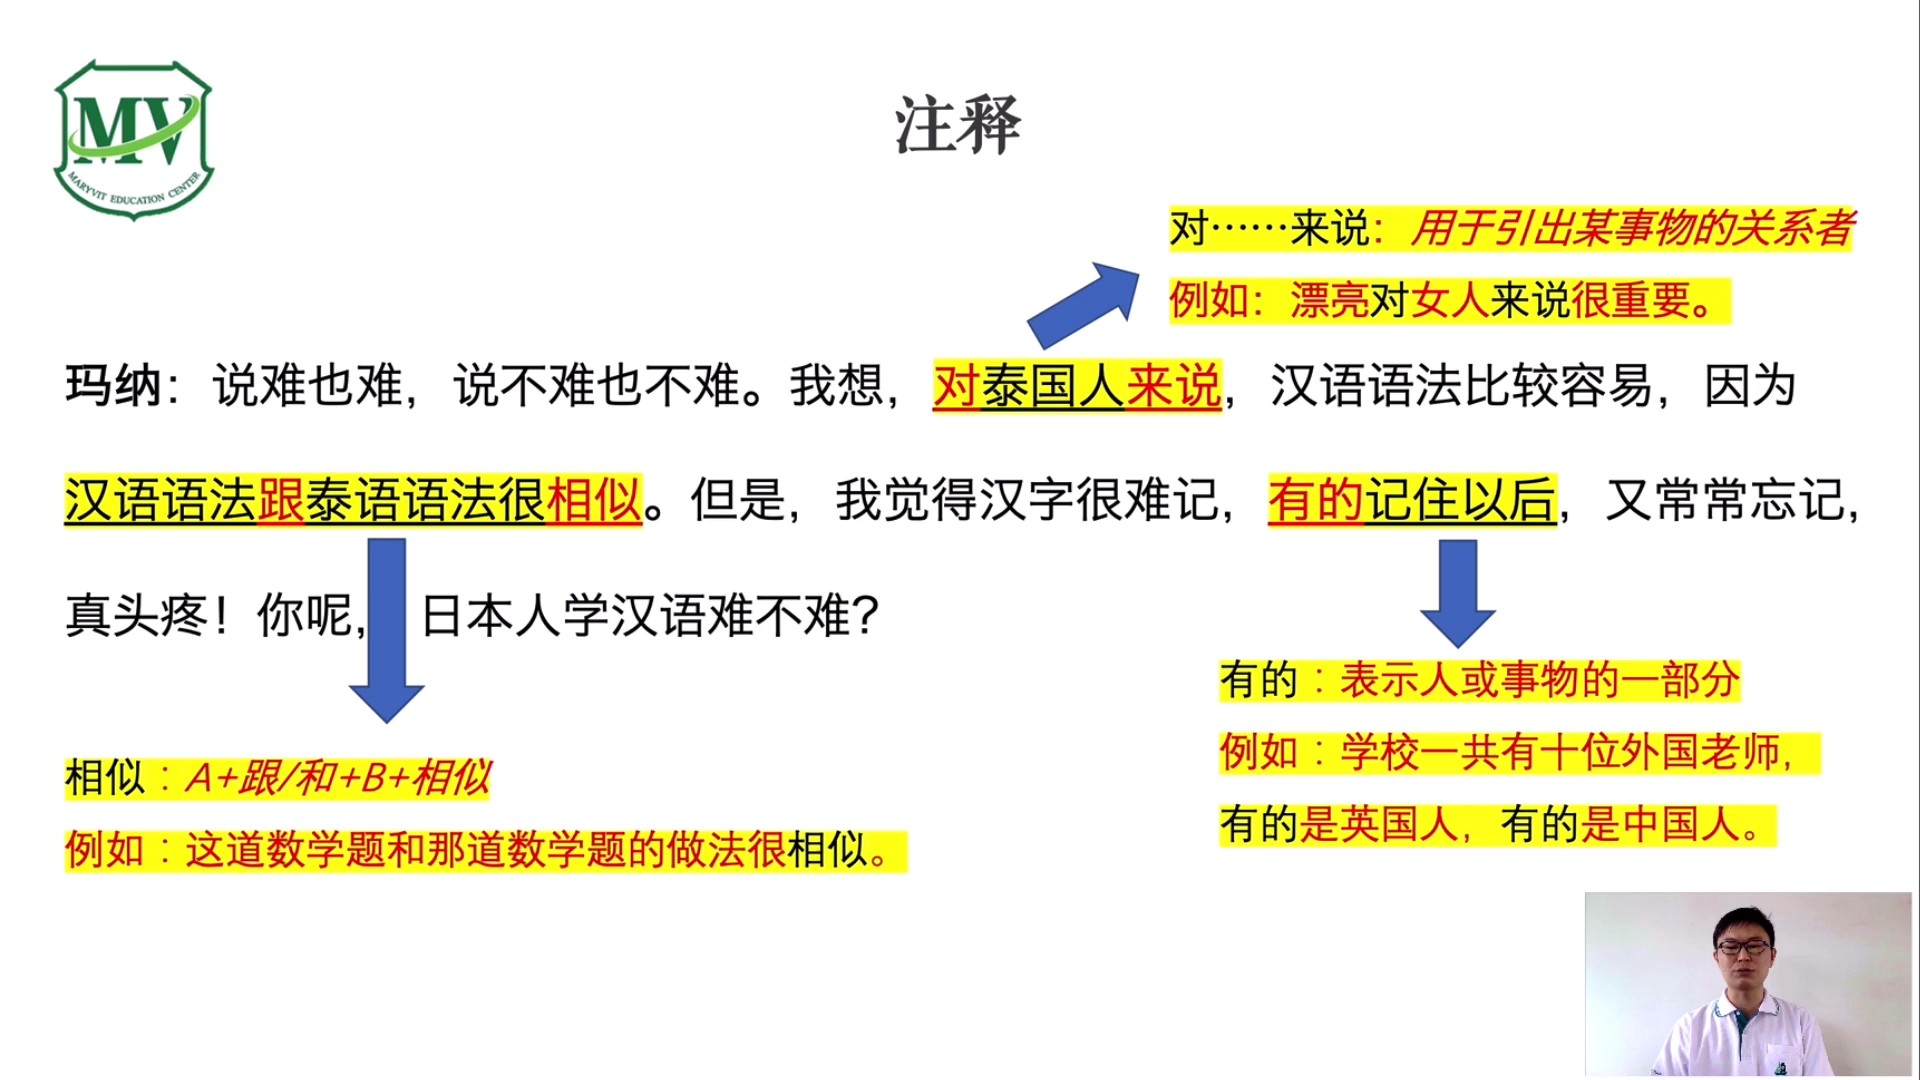 MV
MARYVIT EDUCATION CENTER
注释
对……来说：用于引出某事物的关系者
例如：漂亮对女人来说很重要。
玛纳：说难也难，说不难也不难。我想，对泰国人来说，汉语语法比较容易，因为
汉语语法跟泰语语法很相似。但是，我觉得汉字很难记，有的记住以后，又常常忘记，
真头疼！你呢，日本人学汉语难不难？
有的：表示人或事物的一部分
例如：学校一共有十位外国老师，
有的是英国人，有的是中国人。
相似：A+跟/和+B+相似
例如：这道数学题和那道数学题的做法很相似。